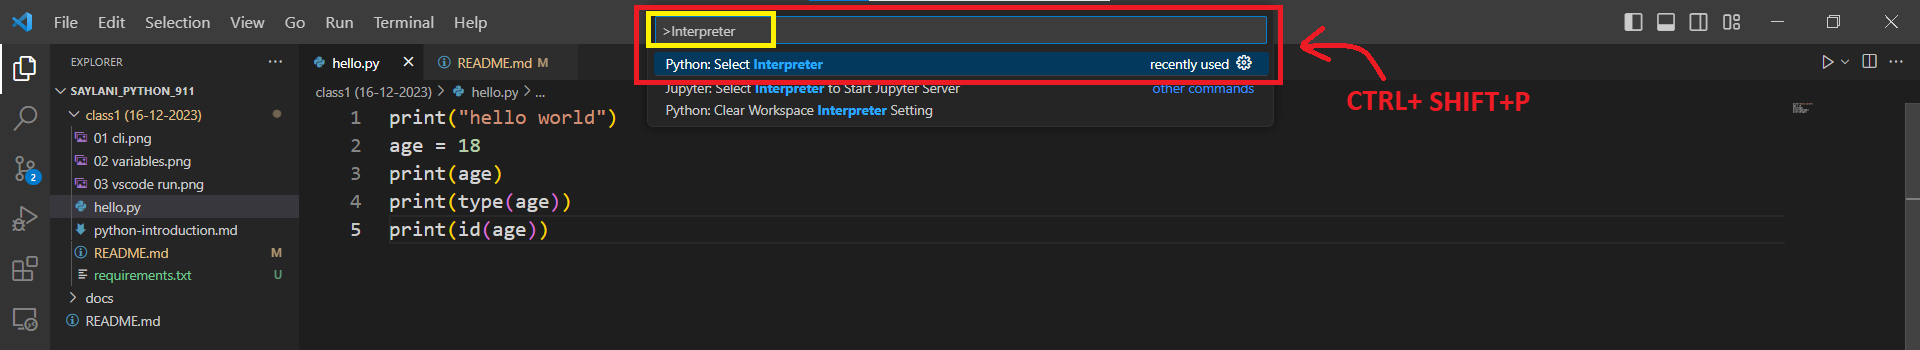 File Edit Selection View Go Run Terminal Help
>Interpreter
Python: Select Interpreter recently used
Jupyter: Select Interpreter to Start Jupyter Server other commands
Python: Clear Workspace Interpreter Setting
CTRL+ SHIFT+P
EXPLORER ...
SAYLANI_PYTHON_911
class1 (16-12-2023)
01 cli.png
02 variables.png
03 vscode run.png
hello.py
python-introduction.md
README.md M
requirements.txt U
docs
README.md
2
hello.py README.md M
class1 (16-12-2023) > hello.py > ...
1 print("hello world")
2 age = 18
3 print(age)
4 print(type(age))
5 print(id(age))